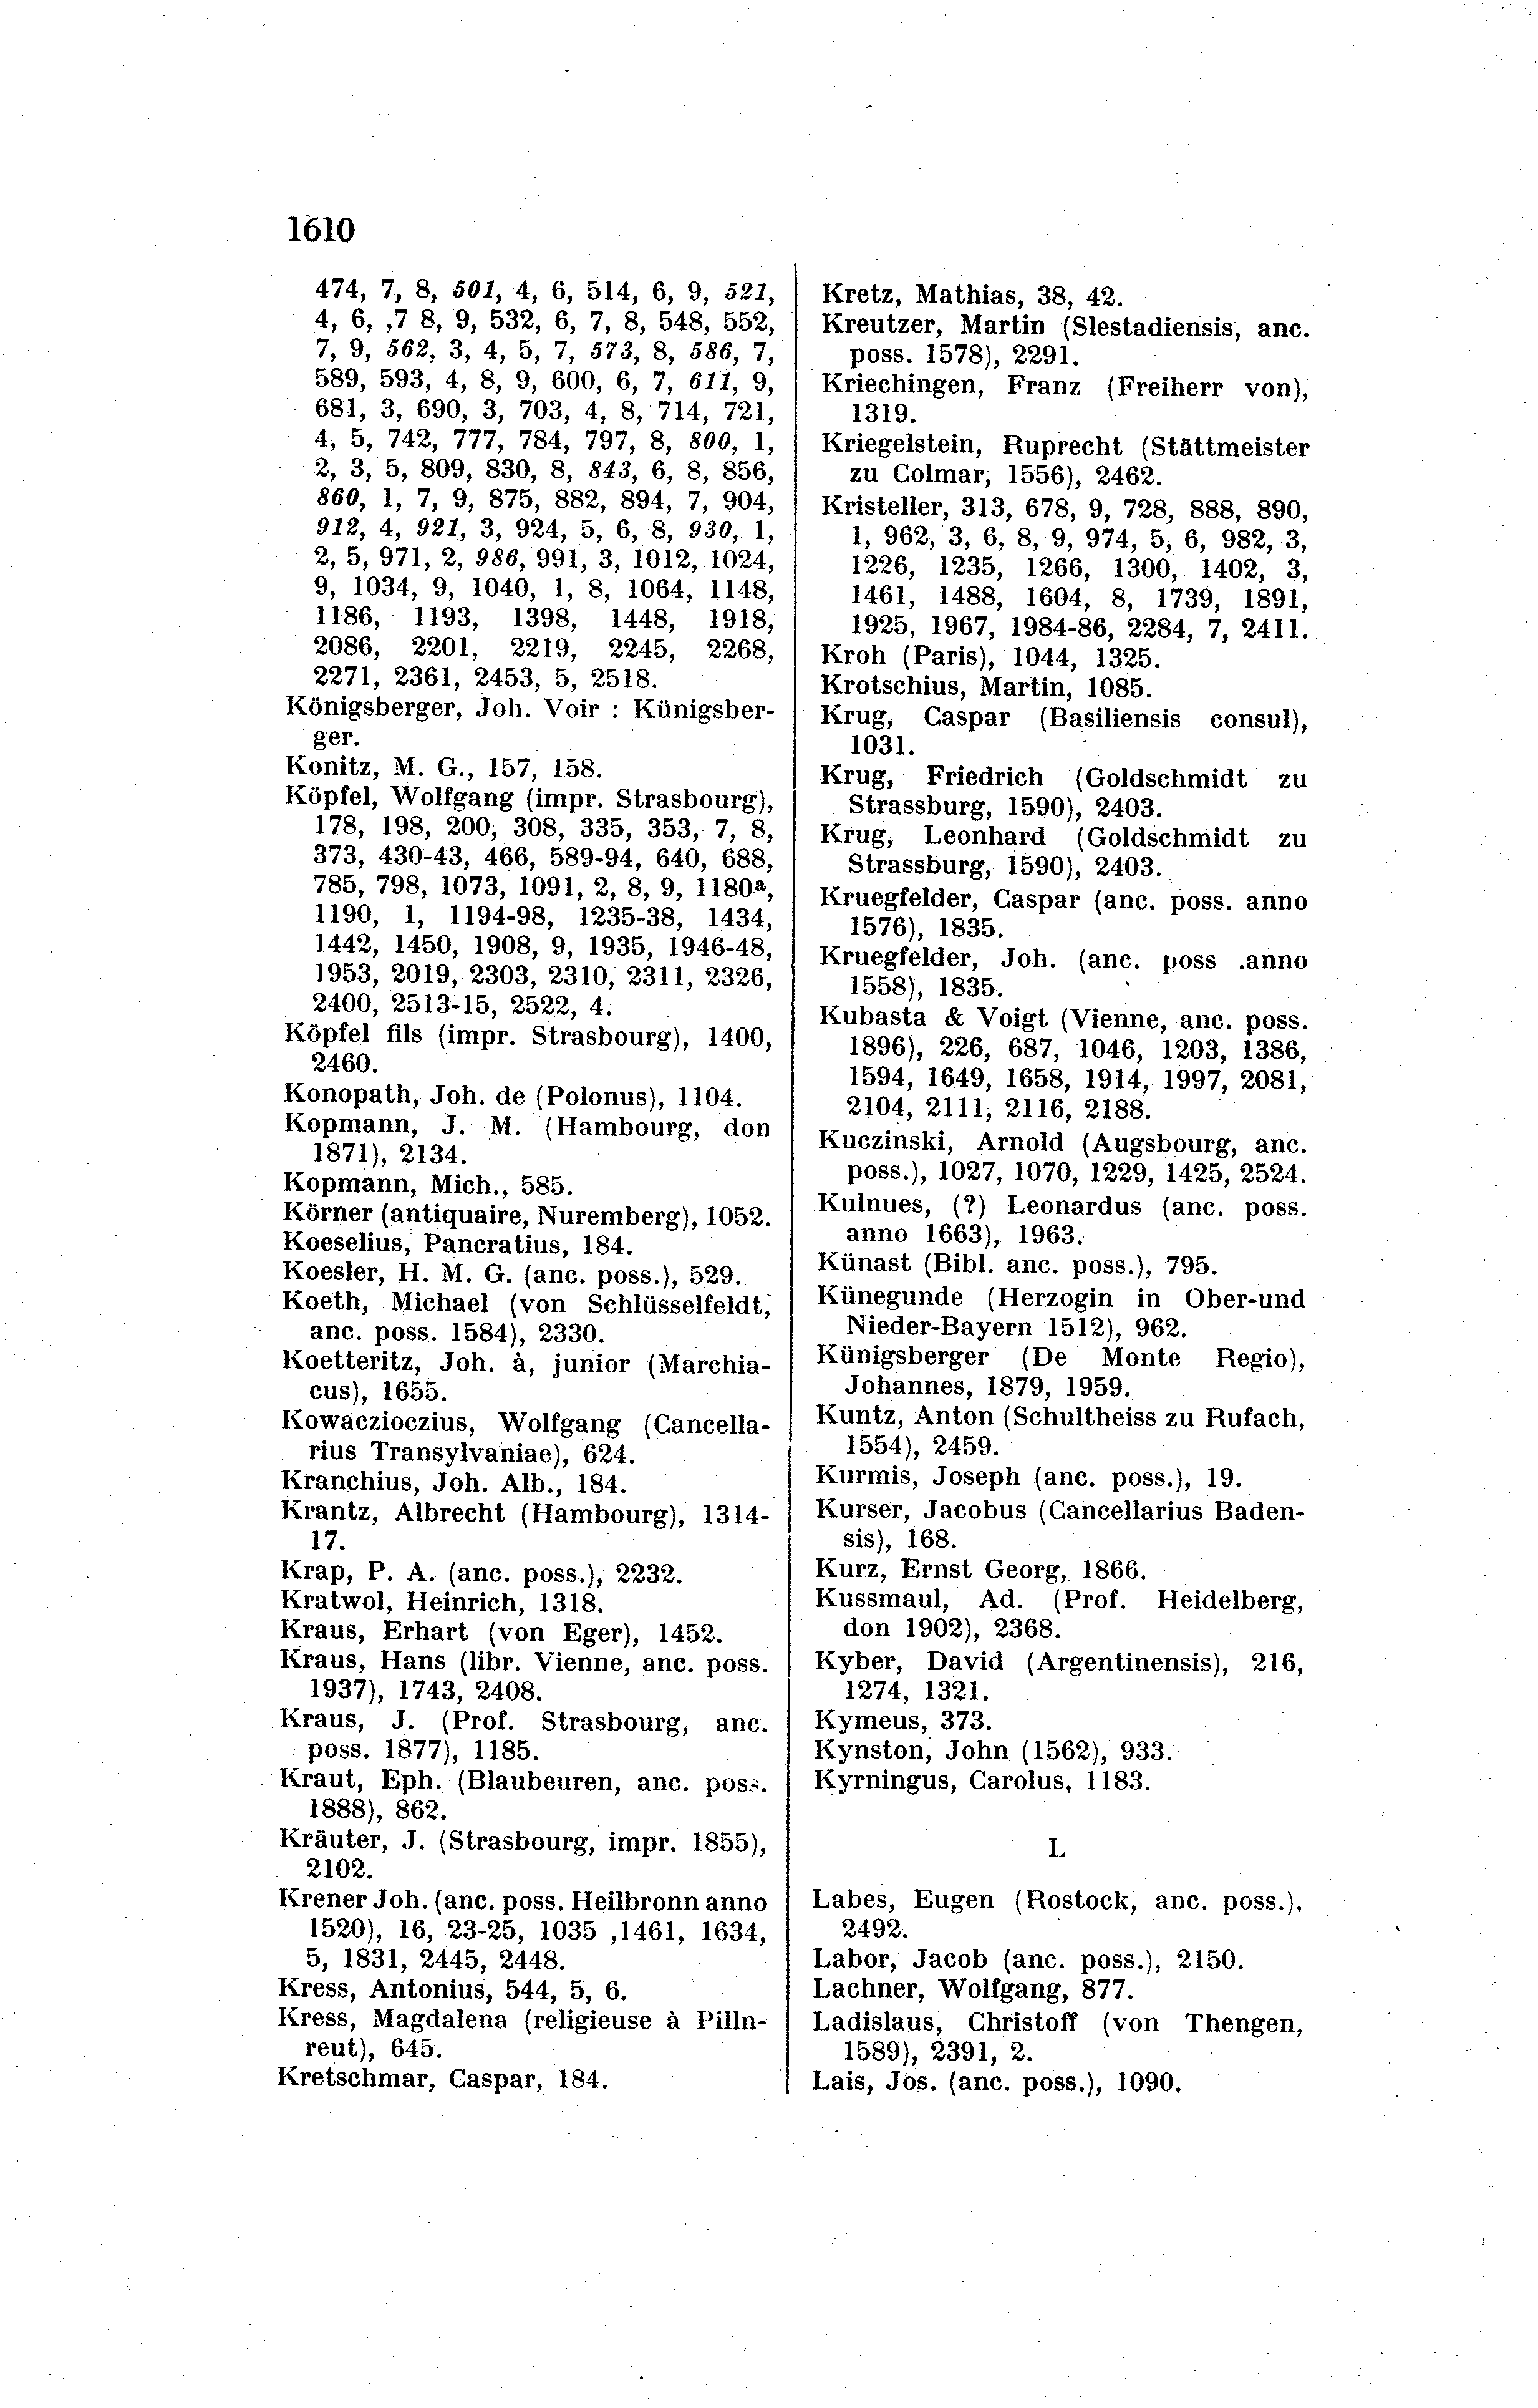 1610
474, 7, 8, 501, 4, 6, 514, 6, 9, 521,
4, 6, ,7 8, 9, 532, 6, 7, 8, 548, 552,
7, 9, 562, 3, 4, 5, 7, 573, 8, 586, 7,
589, 593, 4, 8, 9, 600, 6, 7, 611, 9,
681, 3, 690, 3, 703, 4, 8, 714, 721,
4, 5, 742, 777, 784, 797, 8, 800, 1,
2, 3, 5, 809, 830, 8, 843, 6, 8, 856,
860, 1, 7, 9, 875, 882, 894, 7, 904,
912, 4, 921, 3, 924, 5, 6, 8, 930, 1,
2, 5, 971, 2, 986, 991, 3, 1012, 1024,
9, 1034, 9, 1040, 1, 8, 1064, 1148,
1186, 1193, 1398, 1448, 1918,
2086, 2201, 2219, 2245, 2268,
2271, 2361, 2453, 5, 2518.
Königsberger, Joh. Voir : Künigsber-
ger.
Konitz, M. G., 157, 158.
Köpfel, Wolfgang (impr. Strasbourg),
178, 198, 200, 308, 335, 353, 7, 8,
373, 430-43, 466, 589-94, 640, 688,
785, 798, 1073, 1091, 2, 8, 9, 1180ª,
1190, 1, 1194-98, 1235-38, 1434,
1442, 1450, 1908, 9, 1935, 1946-48,
1953, 2019, 2303, 2310, 2311, 2326,
2400, 2513-15, 2522, 4.
Köpfel fils (impr. Strasbourg), 1400,
2460.
Konopath, Joh. de (Polonus), 1104.
Kopmann, J. M. (Hambourg, don
1871), 2134.
Kopmann, Mich., 585.
Körner (antiquaire, Nuremberg), 1052.
Koeselius, Pancratius, 184.
Koesler, H. M. G. (anc. poss.), 529.
Koeth, Michael (von Schlüsselfeldt,
anc. poss. 1584), 2330.
Koetteritz, Joh. à, junior (Marchia-
cus), 1655.
Kowaczioczius, Wolfgang (Cancella-
rius Transylvaniae), 624.
Kranchius, Joh. Alb., 184.
Krantz, Albrecht (Hambourg), 1314-
17.
Krap, P. A. (anc. poss.), 2232.
Kratwol, Heinrich, 1318.
Kraus, Erhart (von Eger), 1452.
Kraus, Hans (libr. Vienne, anc. poss.
1937), 1743, 2408.
Kraus, J. (Prof. Strasbourg, anc.
poss. 1877), 1185.
Kraut, Eph. (Blaubeuren, anc. poss.
1888), 862.
Kräuter, J. (Strasbourg, impr. 1855),
2102.
Krener Joh. (anc. poss. Heilbronn anno
1520), 16, 23-25, 1035 ,1461, 1634,
5, 1831, 2445, 2448.
Kress, Antonius, 544, 5, 6.
Kress, Magdalena (religieuse à Pilln-
reut), 645.
Kretschmar, Caspar, 184.
Kretz, Mathias, 38, 42.
Kreutzer, Martin (Slestadiensis, anc.
poss. 1578), 2291.
Kriechingen, Franz (Freiherr von),
1319.
Kriegelstein, Ruprecht (Stättmeister
zu Colmar, 1556), 2462.
Kristeller, 313, 678, 9, 728, 888, 890,
1, 962, 3, 6, 8, 9, 974, 5, 6, 982, 3,
1226, 1235, 1266, 1300, 1402, 3,
1461, 1488, 1604, 8, 1739, 1891,
1925, 1967, 1984-86, 2284, 7, 2411.
Kroh (Paris), 1044, 1325.
Krotschius, Martin, 1085.
Krug, Caspar (Basiliensis consul),
1031.
Krug, Friedrich (Goldschmidt zu
Strassburg, 1590), 2403.
Krug, Leonhard (Goldschmidt zu
Strassburg, 1590), 2403.
Kruegfelder, Caspar (anc. poss. anno
1576), 1835.
Kruegfelder, Joh. (anc. poss .anno
1558), 1835.
Kubasta & Voigt (Vienne, anc. poss.
1896), 226, 687, 1046, 1203, 1386,
1594, 1649, 1658, 1914, 1997, 2081,
2104, 2111, 2116, 2188.
Kuczinski, Arnold (Augsbourg, anc.
poss.), 1027, 1070, 1229, 1425, 2524.
Kulnues, (?) Leonardus (anc. poss.
anno 1663), 1963.
Künast (Bibl. anc. poss.), 795.
Künegunde (Herzogin in Ober-und
Nieder-Bayern 1512), 962.
Künigsberger (De Monte Regio),
Johannes, 1879, 1959.
Kuntz, Anton (Schultheiss zu Rufach,
1554), 2459.
Kurmis, Joseph (anc. poss.), 19.
Kurser, Jacobus (Cancellarius Baden-
sis), 168.
Kurz, Ernst Georg, 1866.
Kussmaul, Ad. (Prof. Heidelberg,
don 1902), 2368.
Kyber, David (Argentinensis), 216,
1274, 1321.
Kymeus, 373.
Kynston, John (1562), 933.
Kyrningus, Carolus, 1183.
L
Labes, Eugen (Rostock, anc. poss.),
2492.
Labor, Jacob (anc. poss.), 2150.
Lachner, Wolfgang, 877.
Ladislaus, Christoff (von Thengen,
1589), 2391, 2.
Lais, Jos. (anc. poss.), 1090.